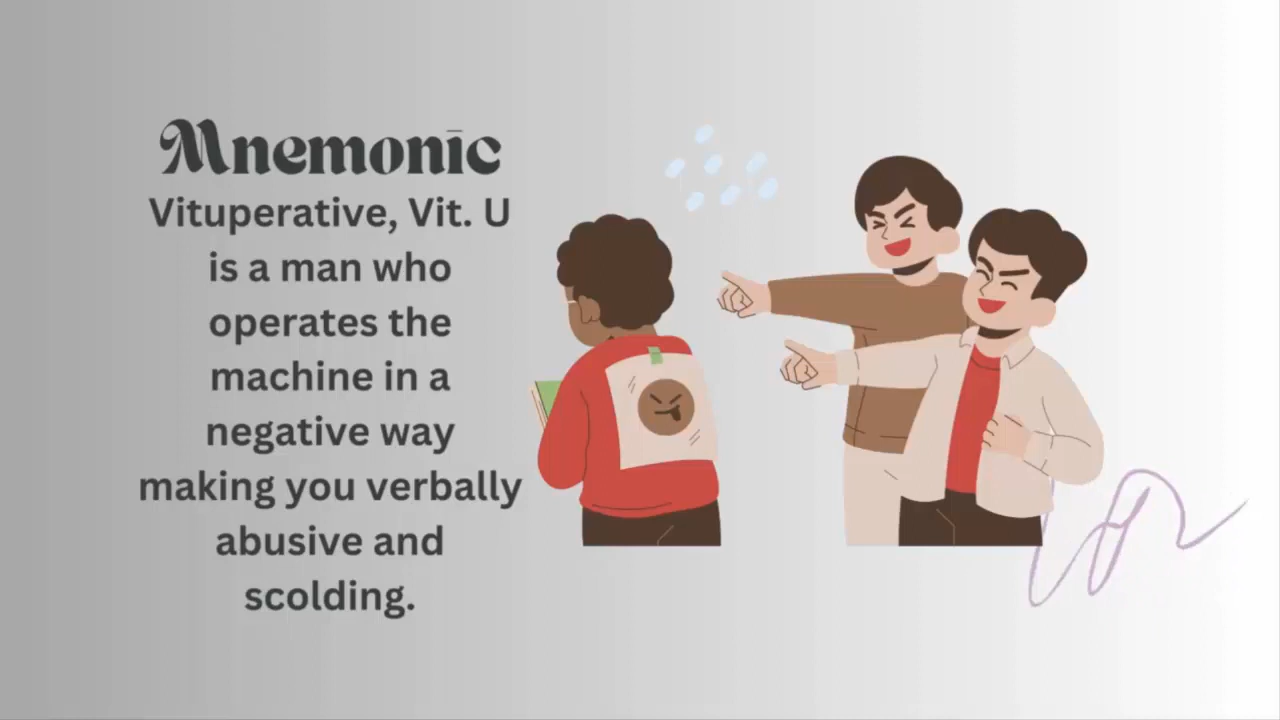 Mnemonic
Vituperative, Vit. U
is a man who
operates the
machine in a
negative way
making you verbally
abusive and
scolding.